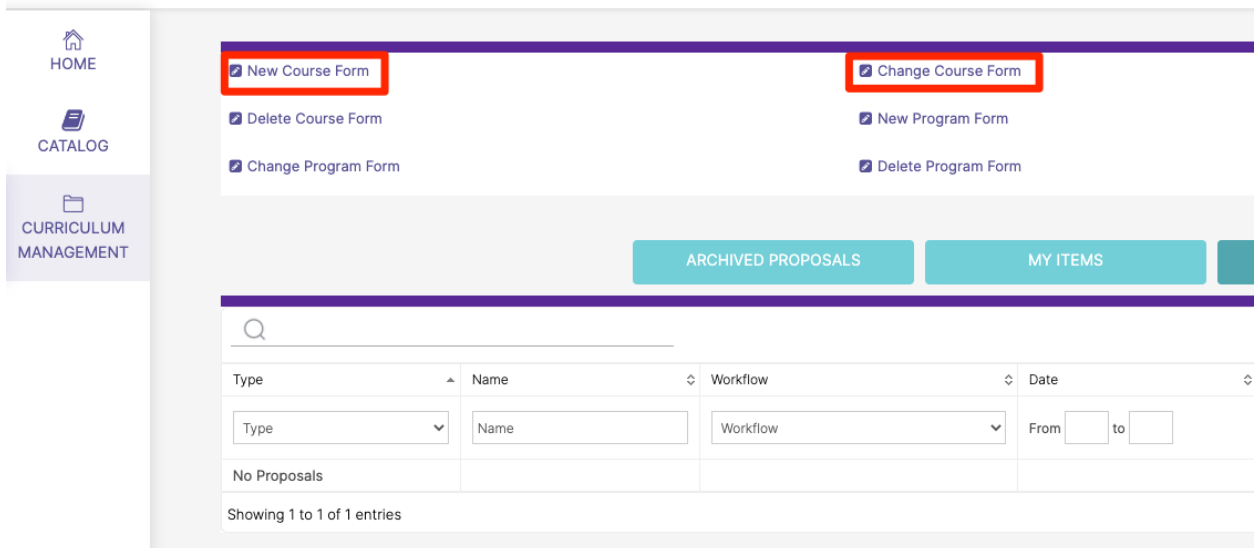 HOME
CATALOG
CURRICULUM
MANAGEMENT
New Course Form
Change Course Form
Delete Course Form
New Program Form
Change Program Form
Delete Program Form
ARCHIVED PROPOSALS
MY ITEMS
Type
Name
Workflow
Date
Type
Name
Workflow
From to
No Proposals
Showing 1 to 1 of 1 entries